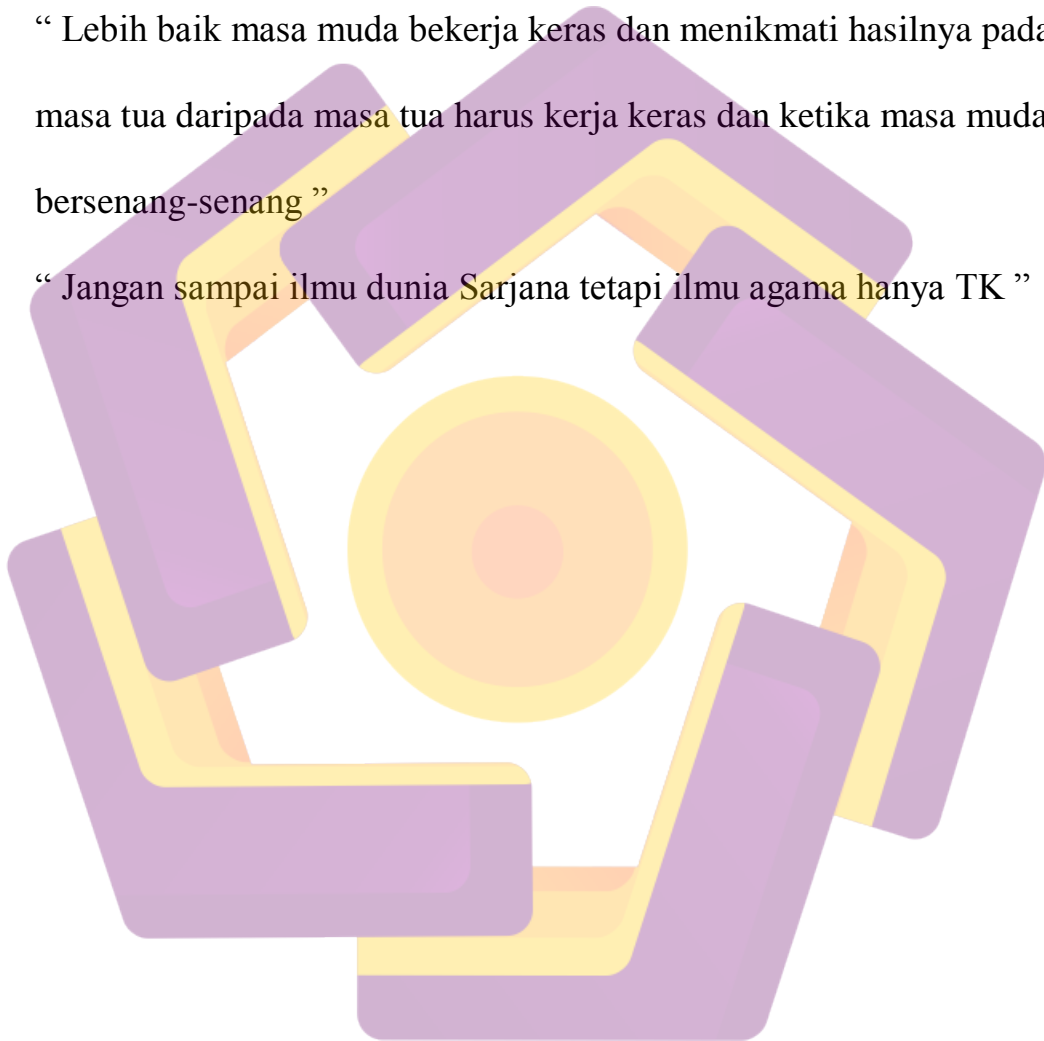 “ Lebih baik masa muda bekerja keras dan menikmati hasilnya pada
masa tua daripada masa tua harus kerja keras dan ketika masa muda
bersenang-senang ”
“ Jangan sampai ilmu dunia Sarjana tetapi ilmu agama hanya TK ”